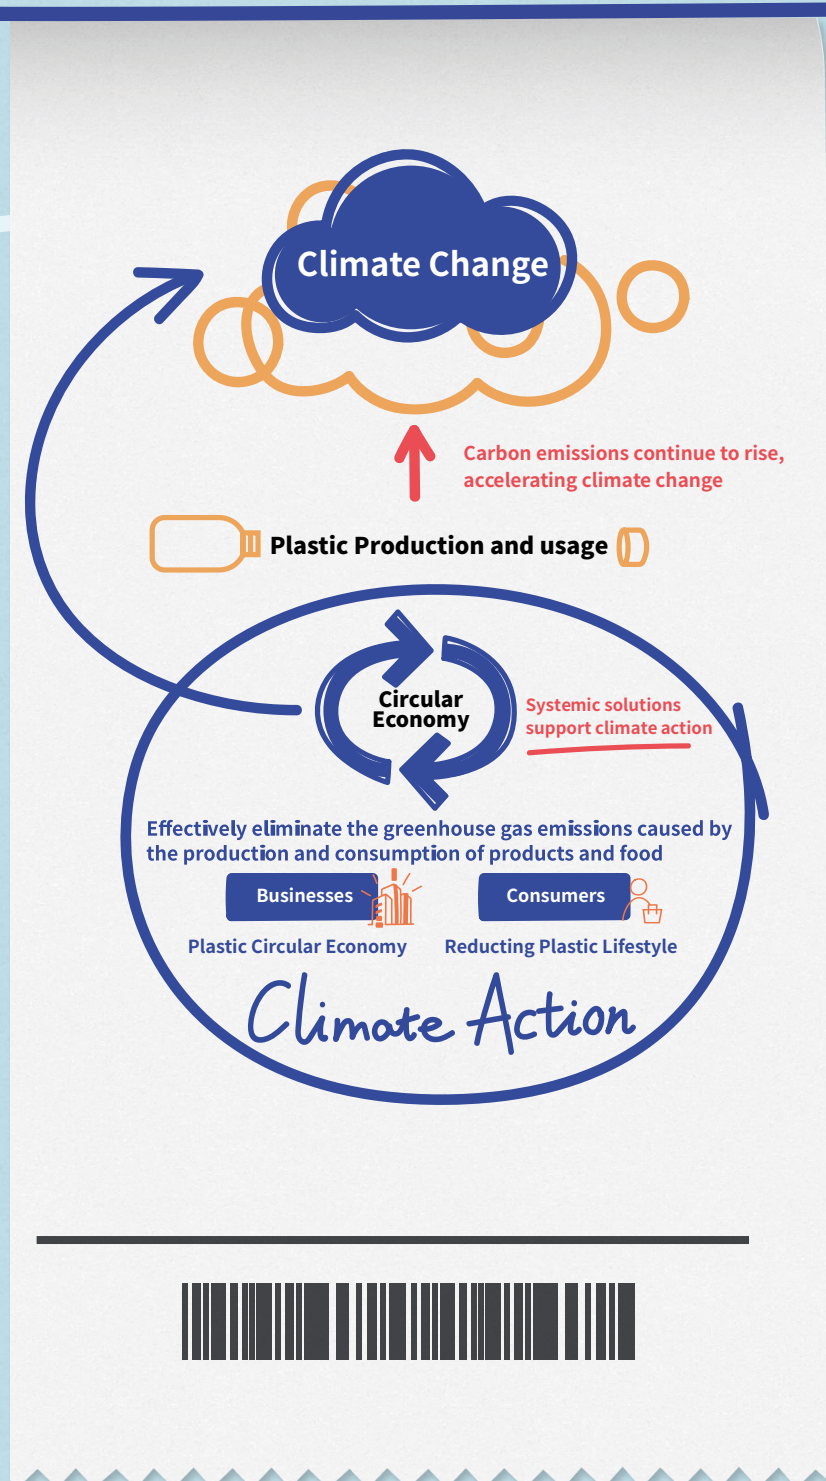 Climate Change
Carbon emissions continue to rise,
accelerating climate change
Plastic Production and usage
Circular
Economy
Systemic solutions
support climate action
Effectively eliminate the greenhouse gas emissions caused by
the production and consumption of products and food
Businesses
Consumers
Plastic Circular Economy
Reducting Plastic Lifestyle
Climate Action